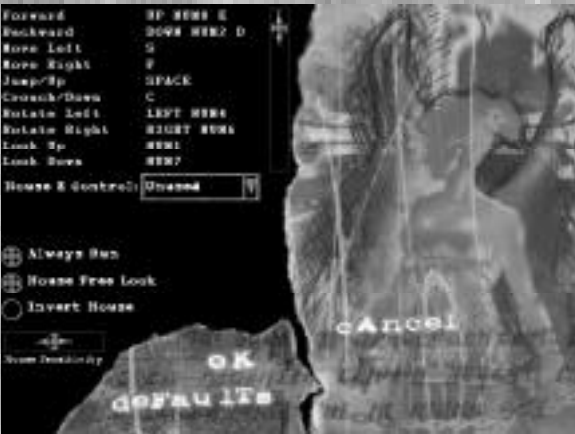 Forward UP NUM8 E
Backward DOWN NUM2 D
Move Left S
Move Right F
Jump/Up SPACE
Crouch/Down C
Rotate Left LEFT NUM4
Rotate Right RIGHT NUM6
Look Up NUM1
Look Down NUM7
Mouse X Control: Unused
Always Run
Mouse Free Look
Invert Mouse
Mouse Sensitivity
cAncel
oK
deFaulTs